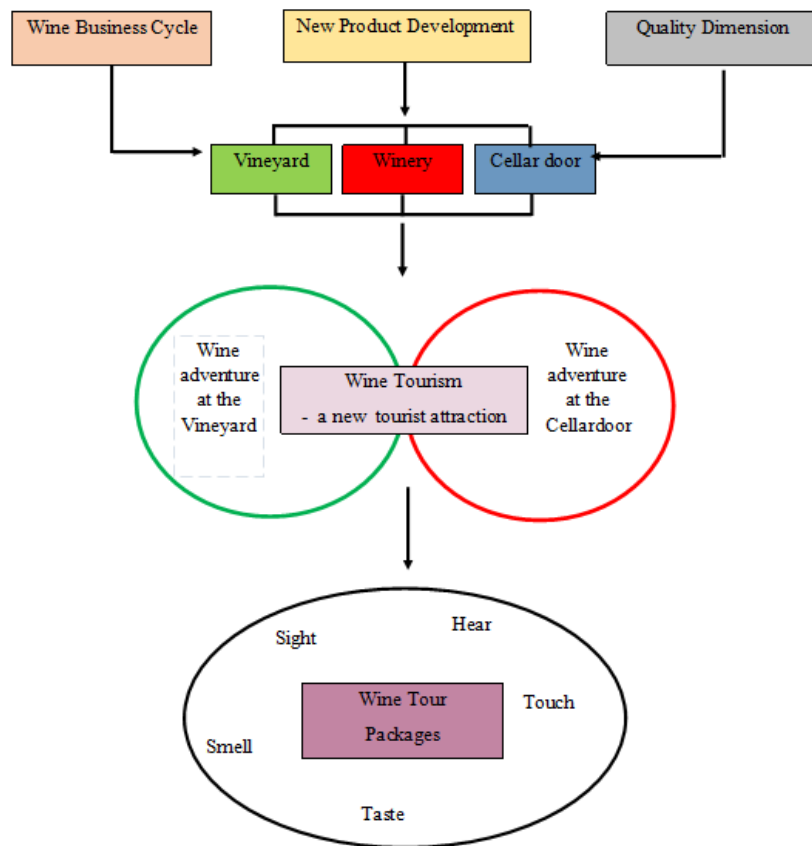 Wine Business Cycle
New Product Development
Quality Dimension
Vineyard
Winery
Cellar door
Wine
adventure
at the
Vineyard
Wine Tourism
- a new tourist attraction
Wine
adventure
at the
Cellardoor
Sight
Hear
Wine Tour
Packages
Touch
Smell
Taste